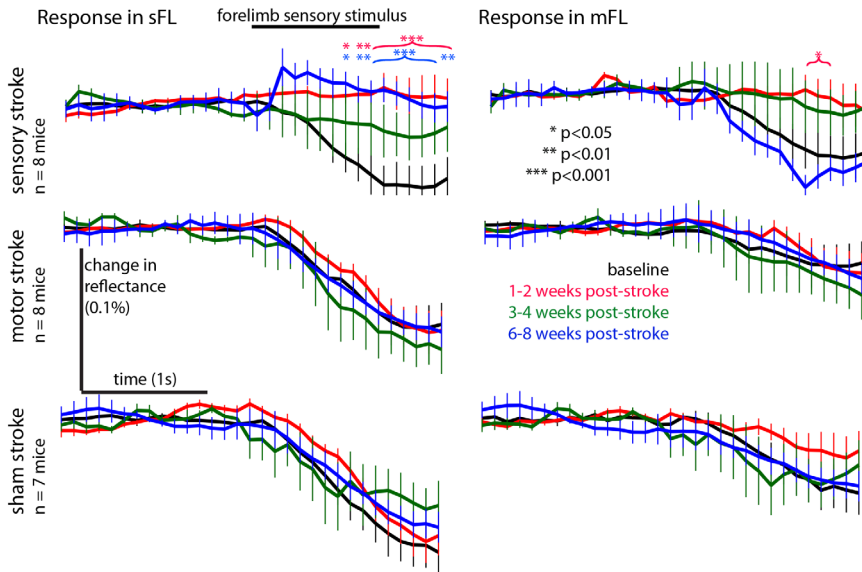 Response in sFL
forelimb sensory stimulus
Response in mFL
***
* ** 
* ** *** **
*
sensory stroke
n = 8 mice
* p<0.05
** p<0.01
*** p<0.001
motor stroke
n = 8 mice
change in
reflectance
(0.1%)
time (1s)
baseline
1-2 weeks post-stroke
3-4 weeks post-stroke
6-8 weeks post-stroke
sham stroke
n = 7 mice